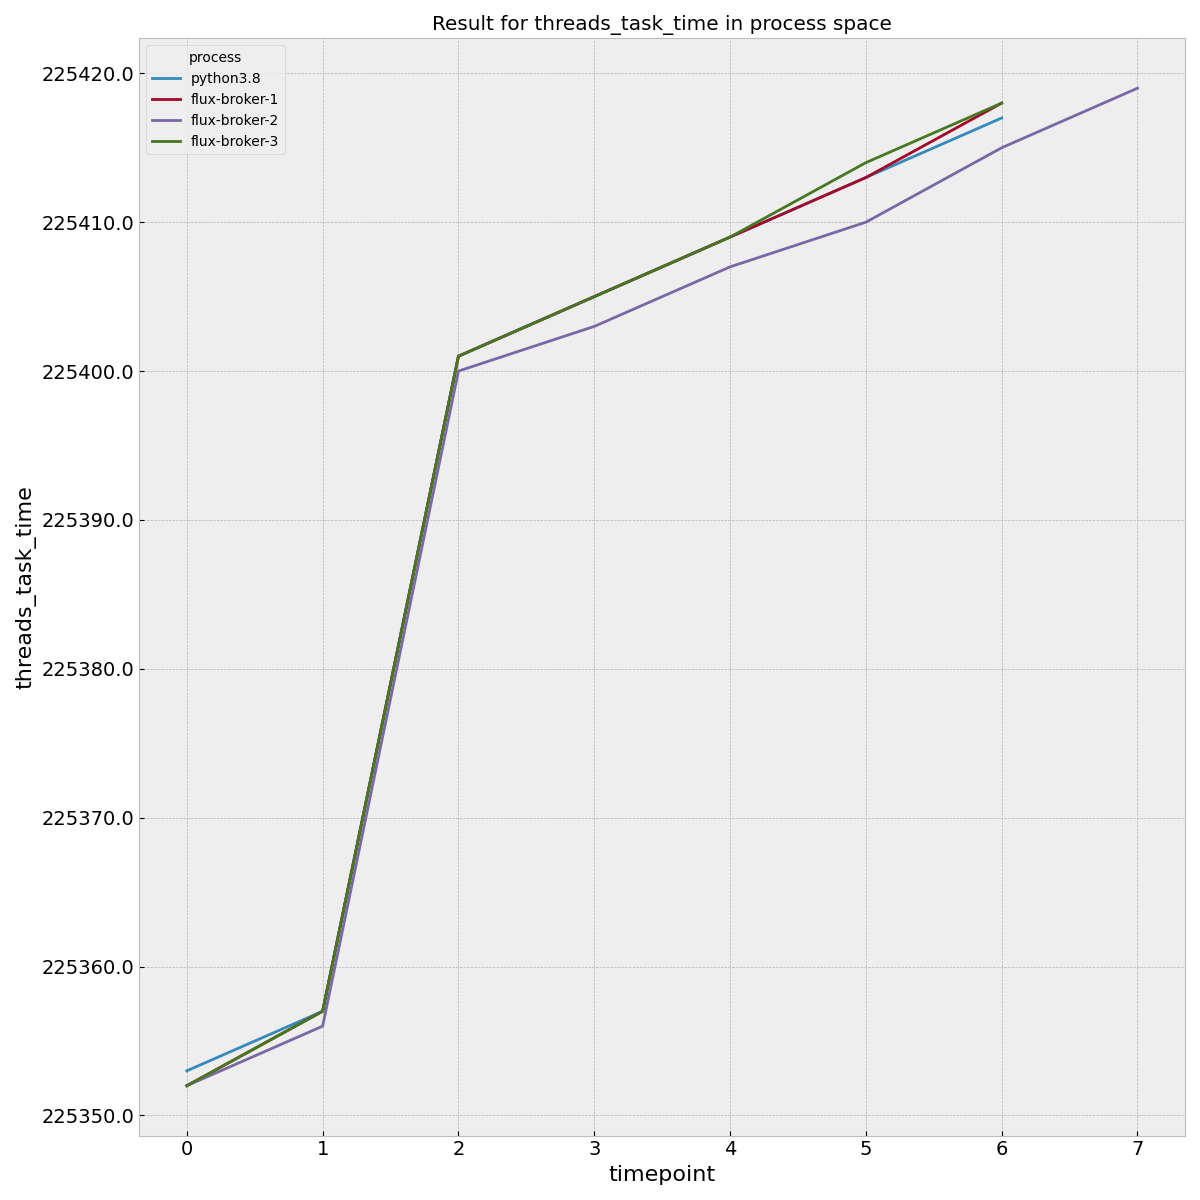 Result for threads_task_time in process space
process
python3.8
flux-broker-1
flux-broker-2
flux-broker-3
225420.0
225410.0
225400.0
225390.0
225380.0
225370.0
225360.0
225350.0
threads_task_time
0 1 2 3 4 5 6 7
timepoint